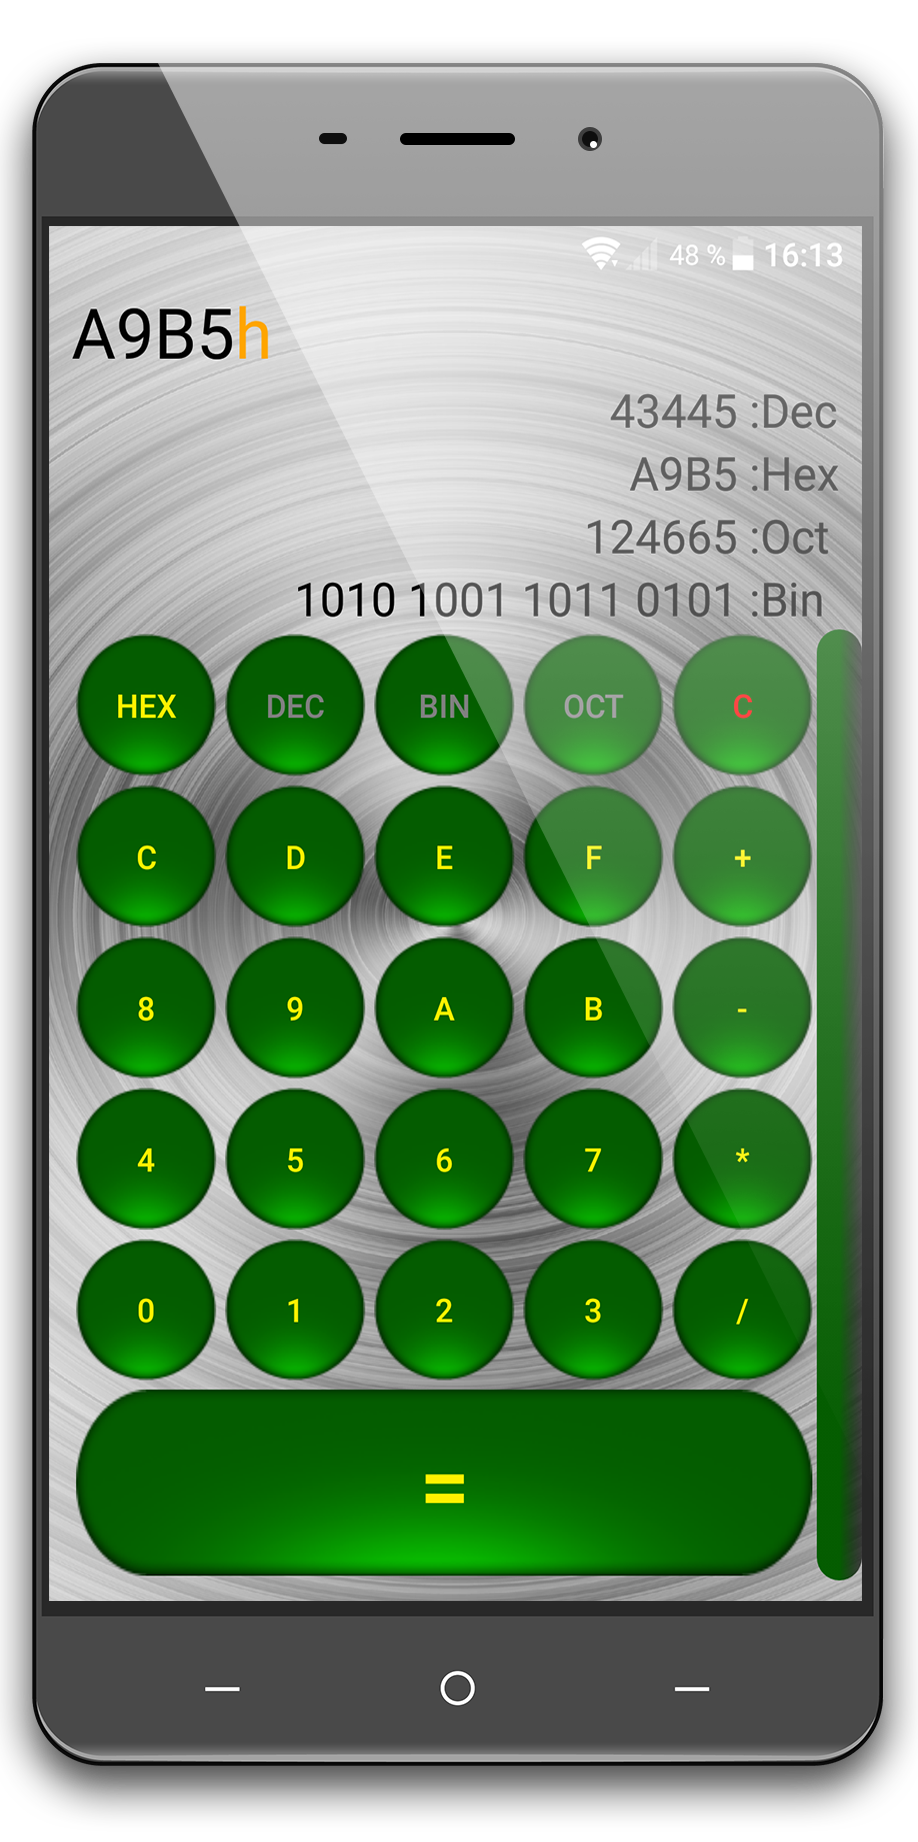 48 % 16:13
A9B5h
43445 :Dec
A9B5 :Hex
124665 :Oct
1010 1001 1011 0101 :Bin
HEX DEC BIN OCT C
C D E F +
8 9 A B -
4 5 6 7 *
0 1 2 3 /
=